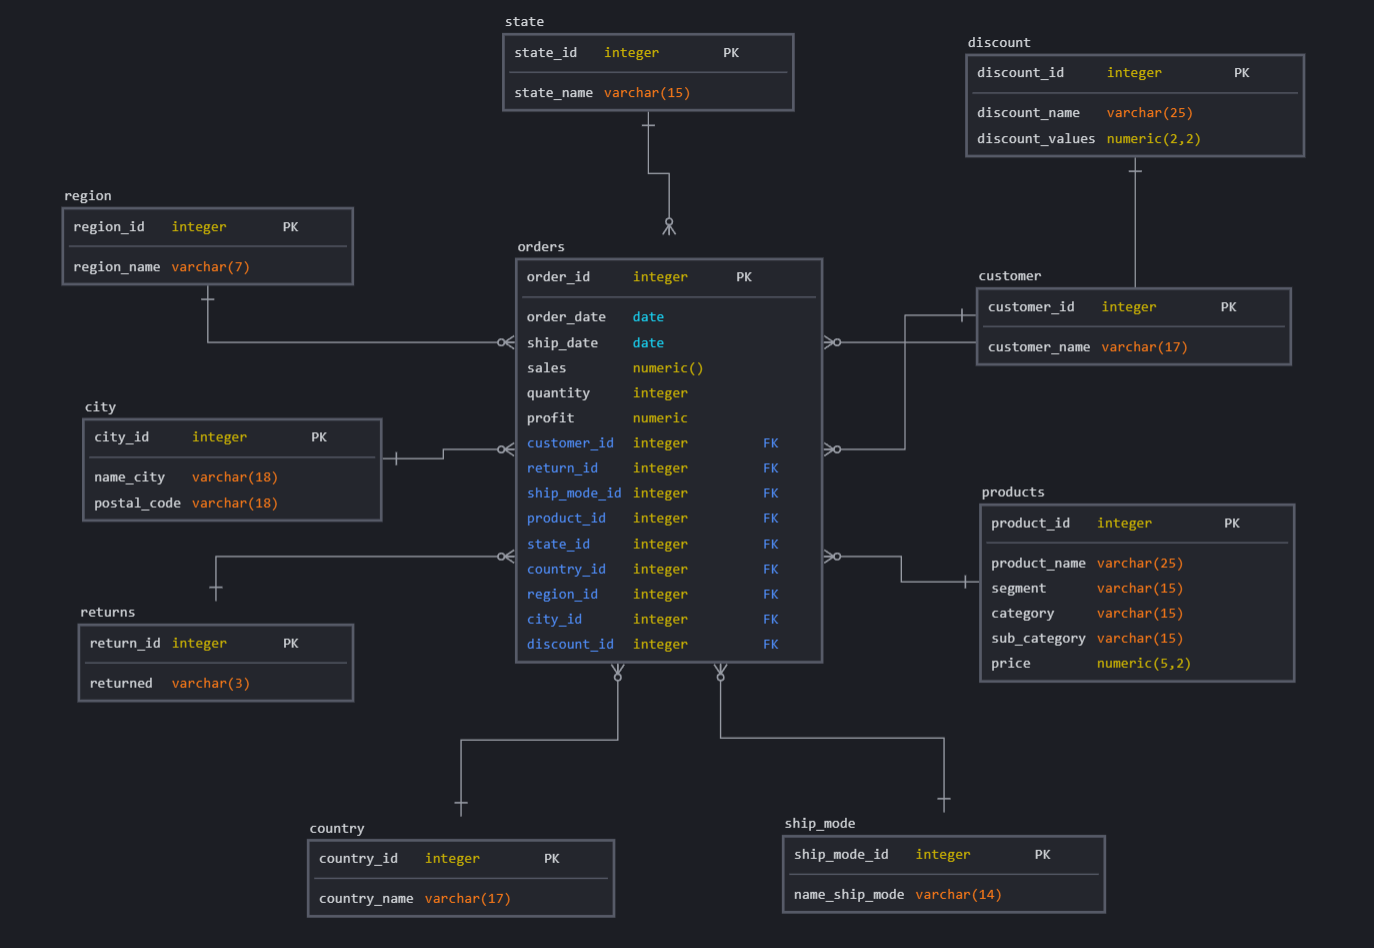 state
state_id integer PK
state_name varchar(15)
discount
discount_id integer PK
discount_name varchar(25)
discount_values numeric(2,2)
region
region_id integer PK
region_name varchar(7)
orders
order_id integer PK
order_date date
ship_date date
sales numeric()
quantity integer
profit numeric
customer_id integer FK
return_id integer FK
ship_mode_id integer FK
product_id integer FK
state_id integer FK
country_id integer FK
region_id integer FK
city_id integer FK
discount_id integer FK
customer
customer_id integer PK
customer_name varchar(17)
city
city_id integer PK
name_city varchar(18)
postal_code varchar(18)
products
product_id integer PK
product_name varchar(25)
segment varchar(15)
category varchar(15)
sub_category varchar(15)
price numeric(5,2)
returns
return_id integer PK
returned varchar(3)
country
country_id integer PK
country_name varchar(17)
ship_mode
ship_mode_id integer PK
name_ship_mode varchar(14)